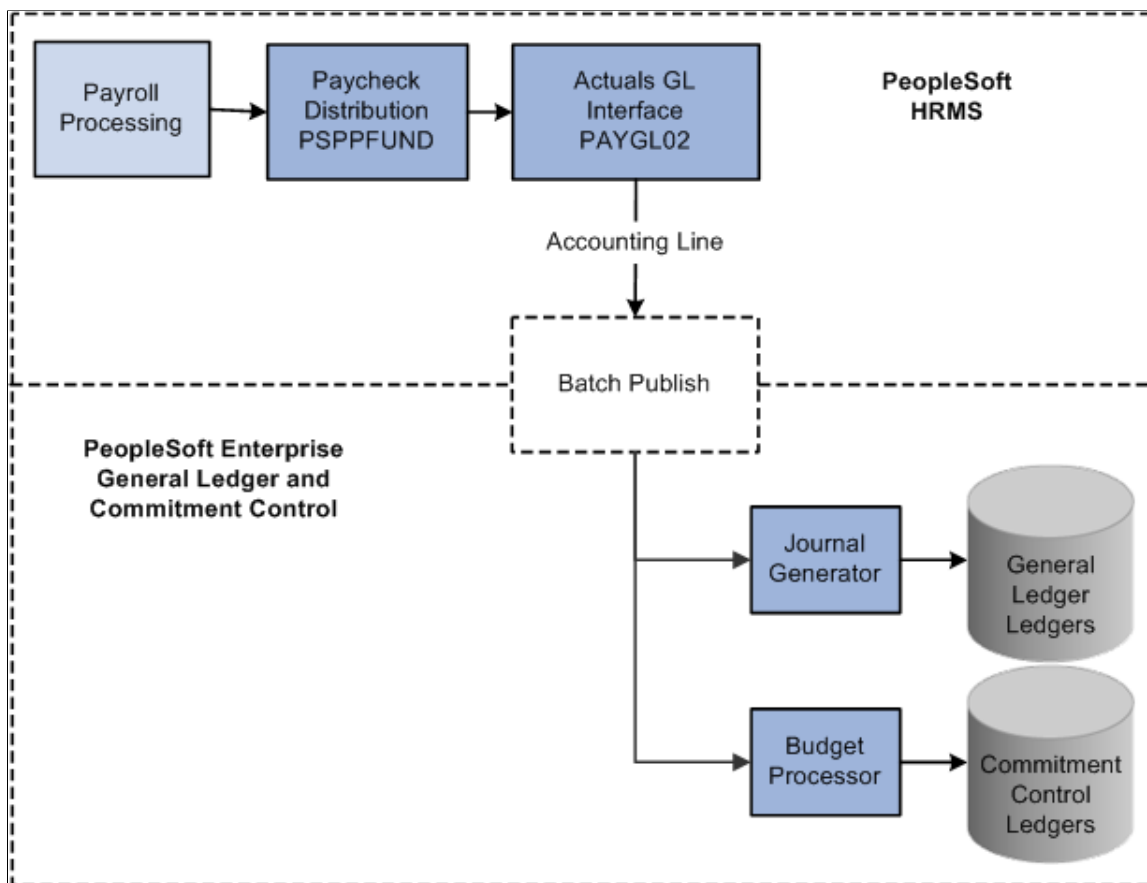 Payroll
Processing
Paycheck
Distribution
PSPPFUND
Actuals GL
Interface
PAYGL02
PeopleSoft
HRMS
Accounting Line
Batch Publish
PeopleSoft Enterprise
General Ledger and
Commitment Control
Journal
Generator
General
Ledger
Ledgers
Budget
Processor
Commitment
Control
Ledgers